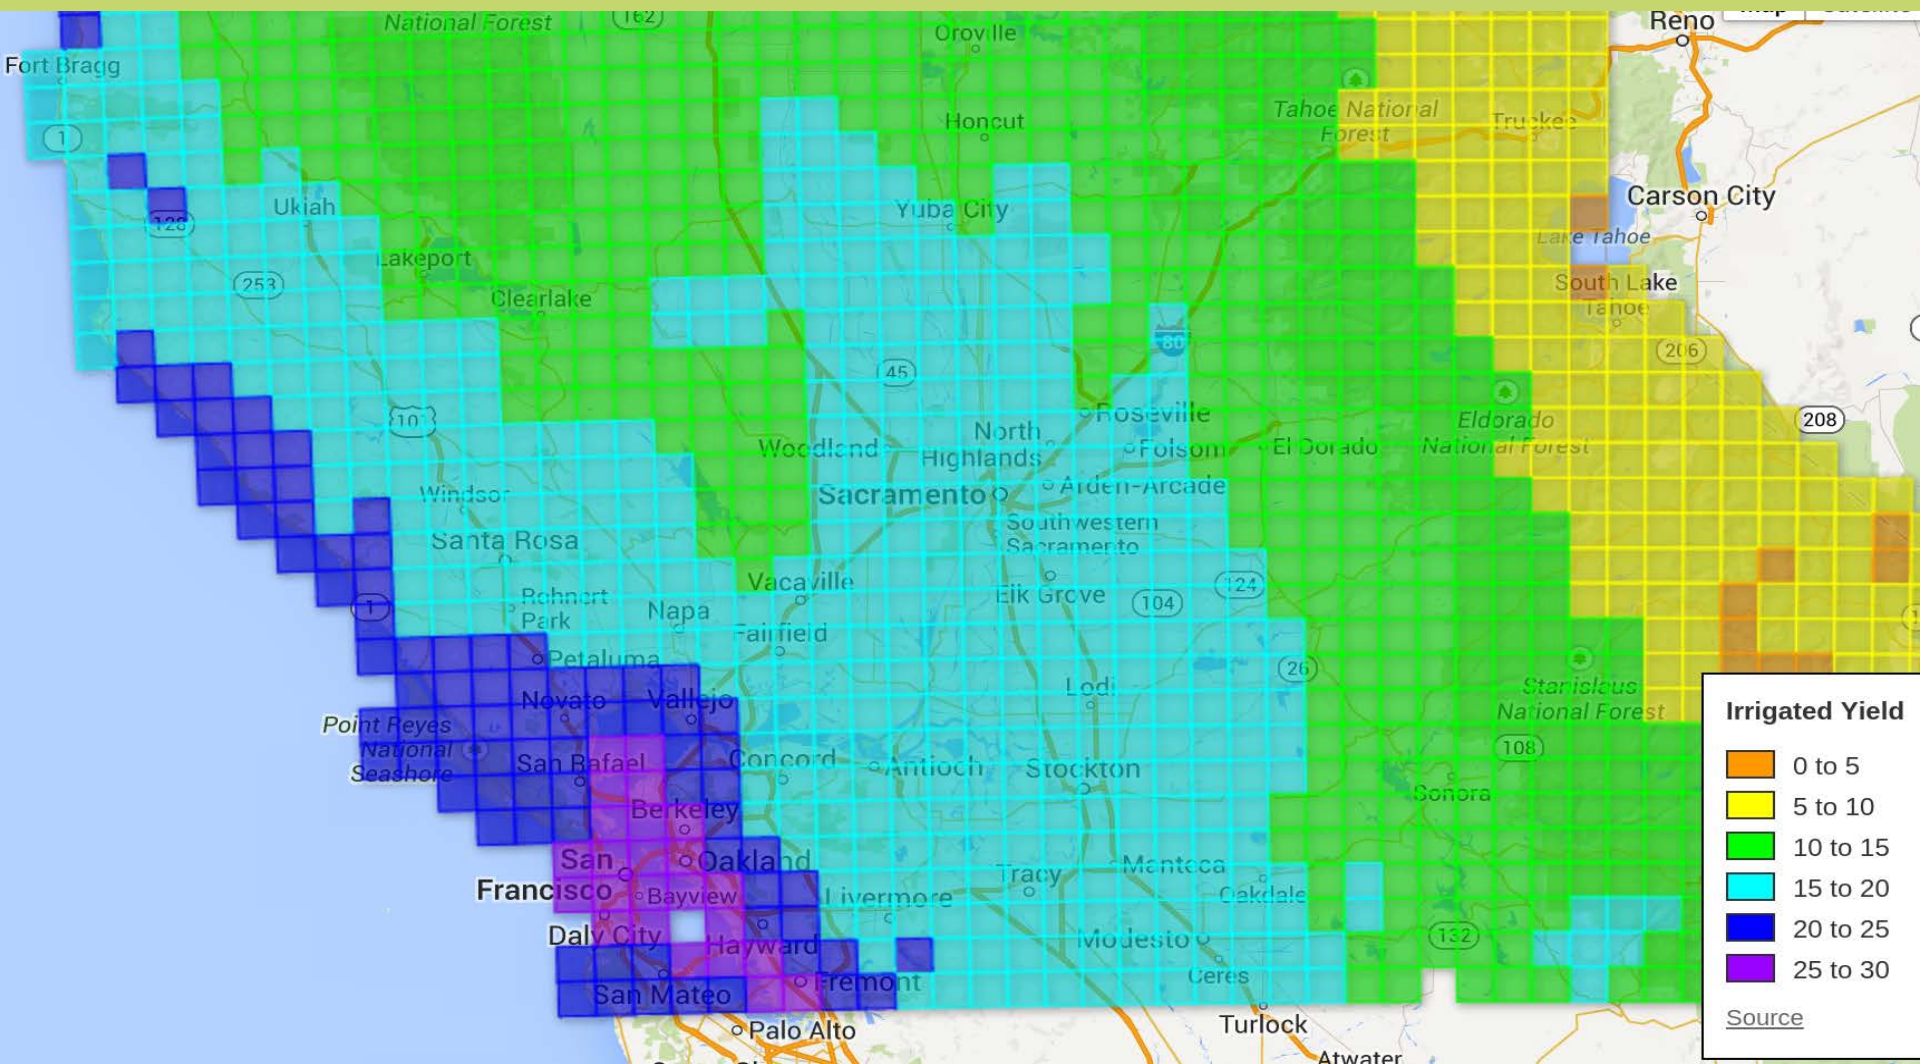 National Forest
162
Oroville
Reno
Fort Bragg
1
Honcut
Tahoe National
Forest
Truckee
Carson City
128
Ukiah
Yuba City
Lake Tahoe
253
Lakeport
Clearlake
South Lake
Tahoe
80
206
45
101
Roseville
208
Eldorado
National Forest
Woodland
North
Highlands
Folsom
El Dorado
Windsor
Sacramento
Arden-Arcade
Southwestern
Sacramento
Santa Rosa
Vacaville
Elk Grove
104
124
1
Rohnert
Park
Napa
Fairfield
Petaluma
26
Novato
Vallejo
Lodi
Stanislaus
National Forest
Point Reyes
National
Seashore
San Rafael
Concord
Antioch
Stockton
108
Sonora
Berkeley
San
Francisco
Oakland
Bayview
Livermore
Tracy
Manteca
Oakdale
Daly City
Hayward
Modesto
132
San Mateo
Fremont
Ceres
Palo Alto
Turlock
Atwater
Irrigated Yield
0 to 5
5 to 10
10 to 15
15 to 20
20 to 25
25 to 30
Source